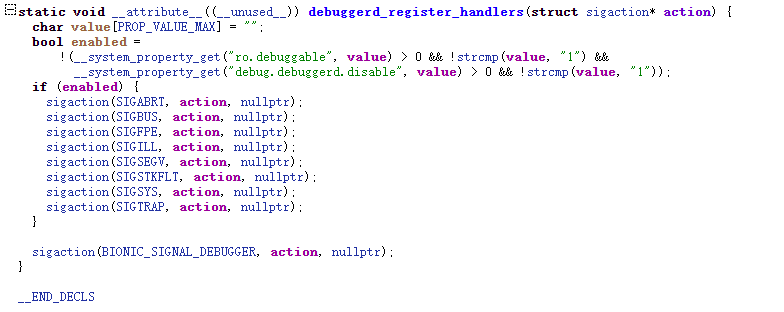 static void __attribute__((__unused__)) debuggerd_register_handlers(struct sigaction* action) {
  char value[PROP_VALUE_MAX] = "";
  bool enabled =
      !(__system_property_get("ro.debuggable", value) > 0 && !strcmp(value, "1") &&
        __system_property_get("debug.debuggerd.disable", value) > 0 && !strcmp(value, "1"));
  if (enabled) {
    sigaction(SIGABRT, action, nullptr);
    sigaction(SIGBUS, action, nullptr);
    sigaction(SIGFPE, action, nullptr);
    sigaction(SIGILL, action, nullptr);
    sigaction(SIGSEGV, action, nullptr);
    sigaction(SIGSTKFLT, action, nullptr);
    sigaction(SIGSYS, action, nullptr);
    sigaction(SIGTRAP, action, nullptr);
  }

  sigaction(BIONIC_SIGNAL_DEBUGGER, action, nullptr);
}

__END_DECLS